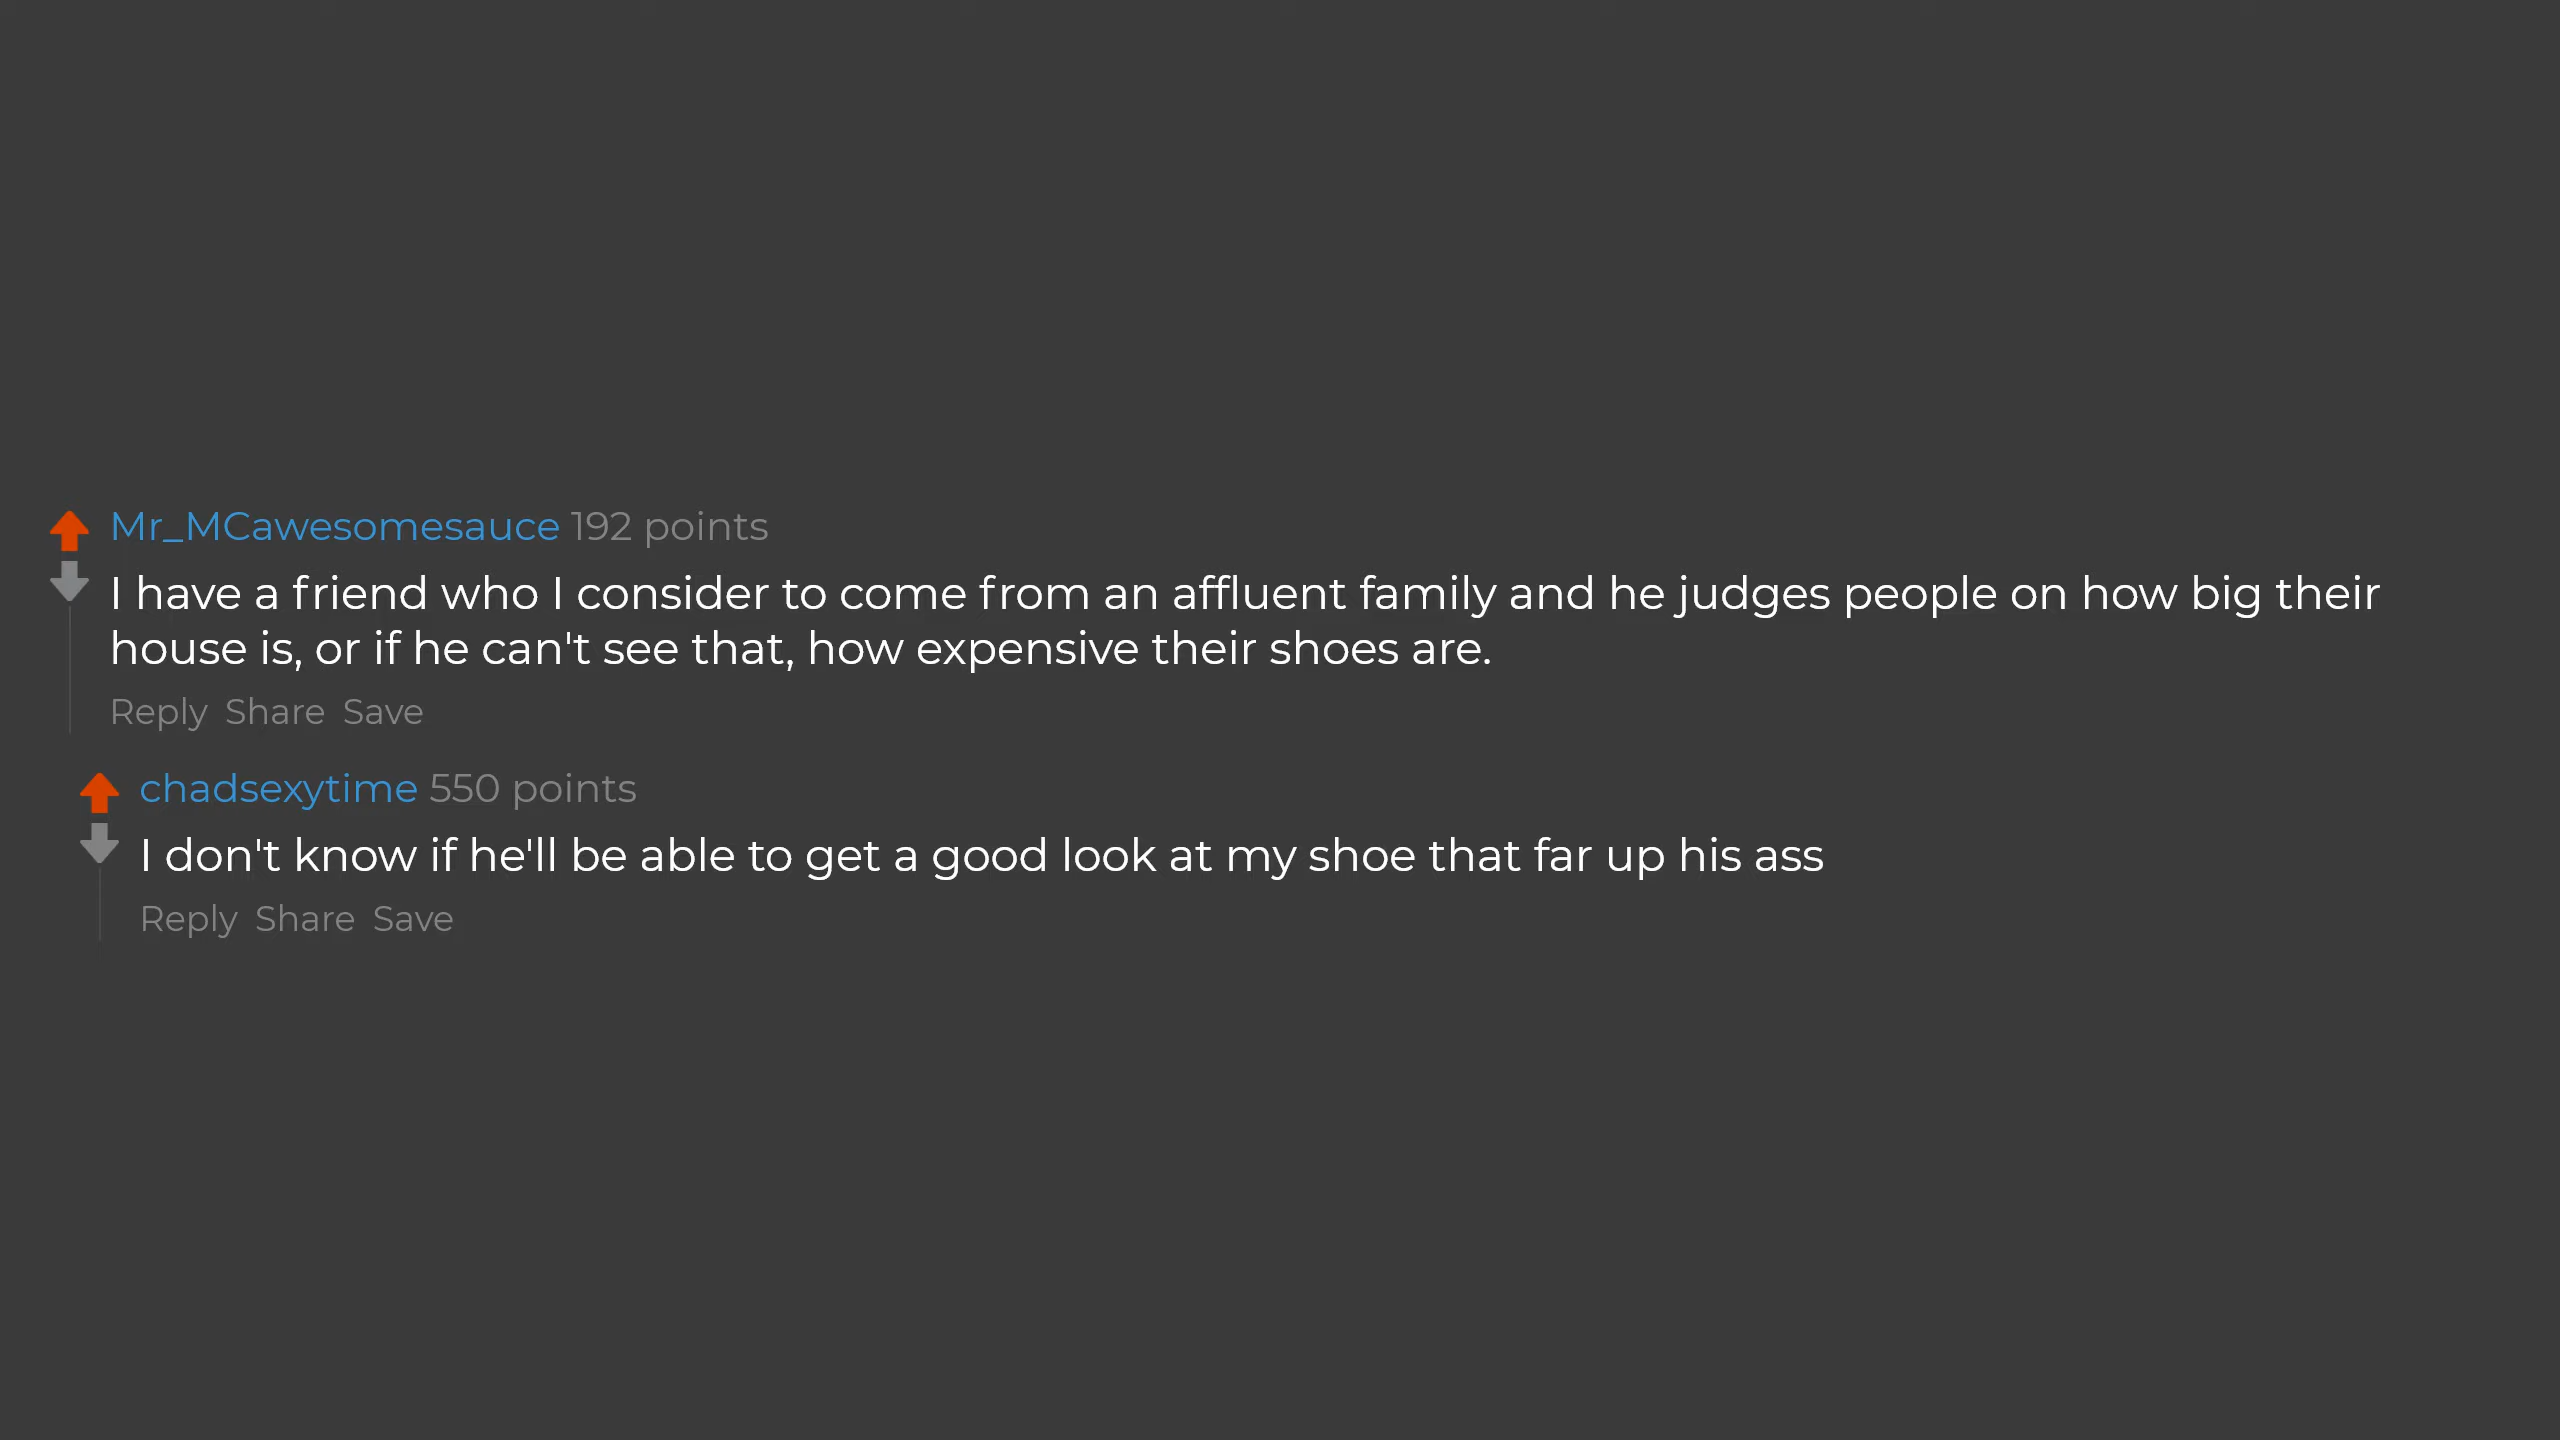 Mr_MCawesomesauce 192 points
I have a friend who I consider to come from an affluent family and he judges people on how big their
house is, or if he can't see that, how expensive their shoes are.
Reply Share Save
chadsexytime 550 points
I don't know if he'll be able to get a good look at my shoe that far up his ass
Reply Share Save